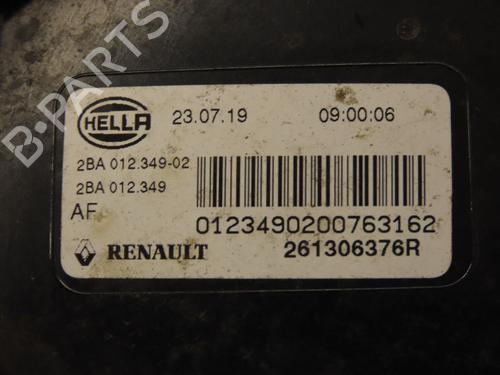 B-PARTS
HELLA
23.07.19 09:00:06
2BA 012.349-02
2BA 012.349
AF
0123490200763162
RENAULT 261306376R